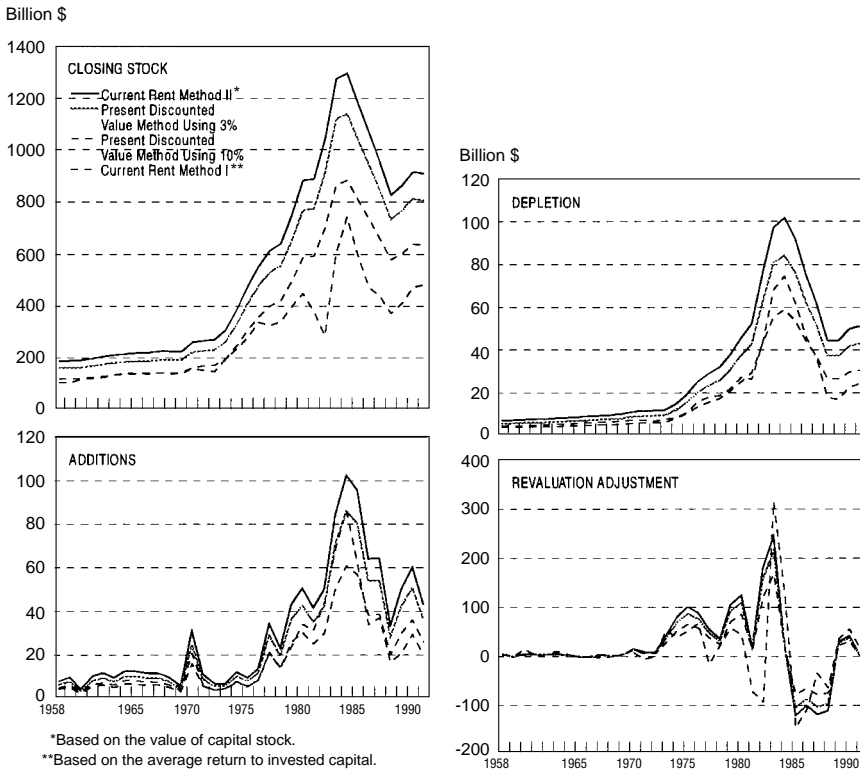 Billion $
1400
1200
1000
800
600
400
200
0
CLOSING STOCK
Current Rent Method II*
Present Discounted
Value Method Using 3%
Present Discounted
Value Method Using 10%
Current Rent Method I**
Billion $
120
100
80
60
40
20
0
DEPLETION
120
100
80
60
40
20
0
ADDITIONS
1958 1965 1970 1975 1980 1985 1990
400
300
200
100
0
-100
-200
REVALUATION ADJUSTMENT
1958 1965 1970 1975 1980 1985 1990
*Based on the value of capital stock.
**Based on the average return to invested capital.